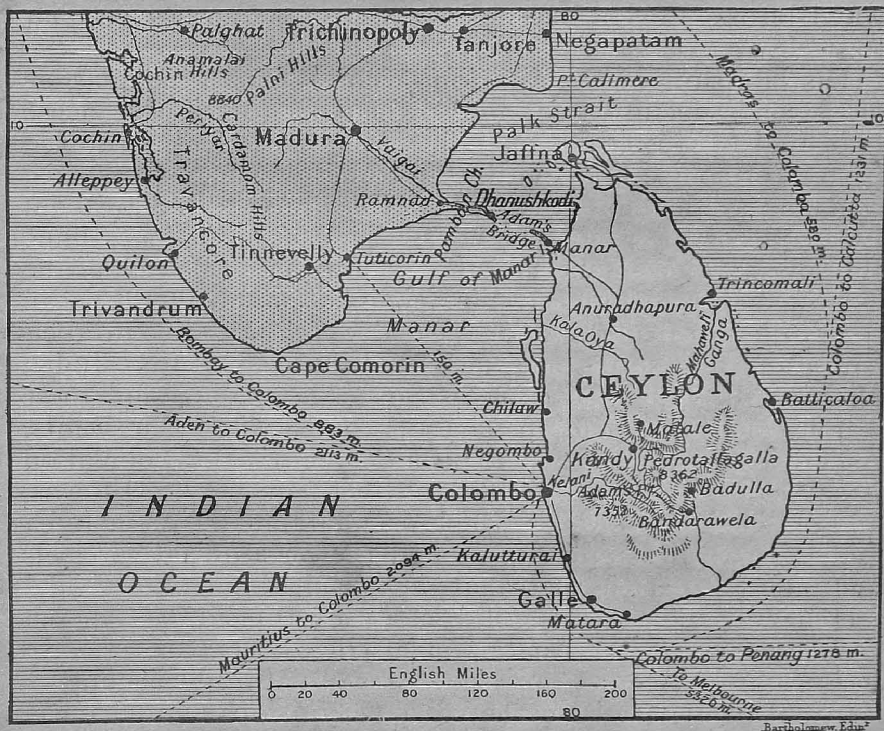 80
Palghat
Trichinopoly
Tanjore
Negapatam
Anamalai
Hills
Cochin
Palni Hills
8840
Pt Calimere
Palk Strait
Madras to Colombo 589 m.
10
10
Cochin
Periyar
Cardamom
Hills
Madura
Vaigai
Jaffna
Colombo to Calcutta 1231 m.
Alleppey
Travancore
Ramnad
Pamban Ch.
Dhanushkodi
Adam's
Bridge
Manar
Quilon
Tinnevelly
Tuticorin
Gulf of Manar
Manar
Trincomali
Trivandrum
Anuradhapura
Kala Oya
Mahaweli
Ganga
Cape Comorin
150 m.
Bombay to Colombo 883 m.
CEYLON
Chilaw
Batticaloa
Aden to Colombo 2113 m.
Matale
Negombo
Kandy
Pedrotallagalla
8362
Kelani
Colombo
Adams
Badulla
Bandarawela
INDIAN
OCEAN
Kalutturai
Mauritius to Colombo 2094 m.
Galle
Matara
Colombo to Penang 1278 m.
To Melbourne
English Miles
0 20 40 80 120 160 200
80
Bartholomew, Edinr